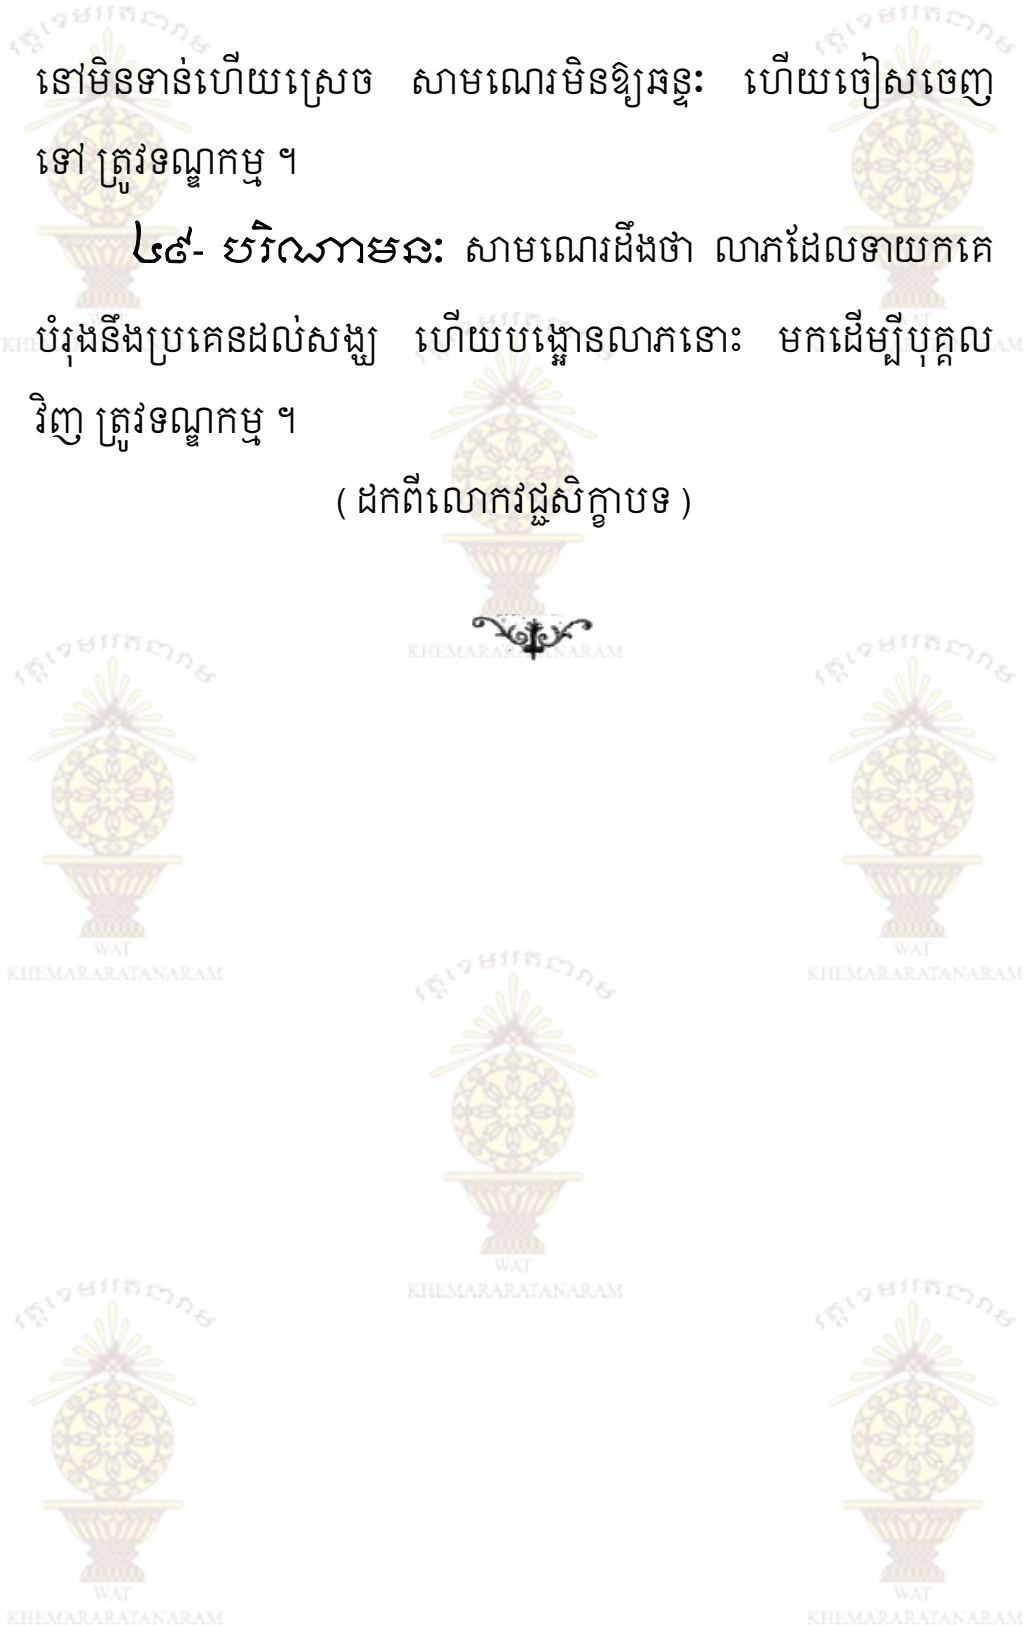 នៅមិនទាន់ហើយស្រេច សាមណេរមិនឱ្យឆន្ទៈ ហើយចៀសចេញ
ទៅ ត្រូវទណ្ឌកម្ម ។
៤៩- បរិណាមនៈ សាមណេរដឹងថា លាភដែលទាយកគេ
បំរុងនឹងប្រគេនដល់សង្ឃ ហើយបង្អោនលាភនោះ មកដើម្បីបុគ្គល
វិញ ត្រូវទណ្ឌកម្ម ។
( ដកពីលោកវជ្ជសិក្ខាបទ )
WAT
KHEMARARATANARAM